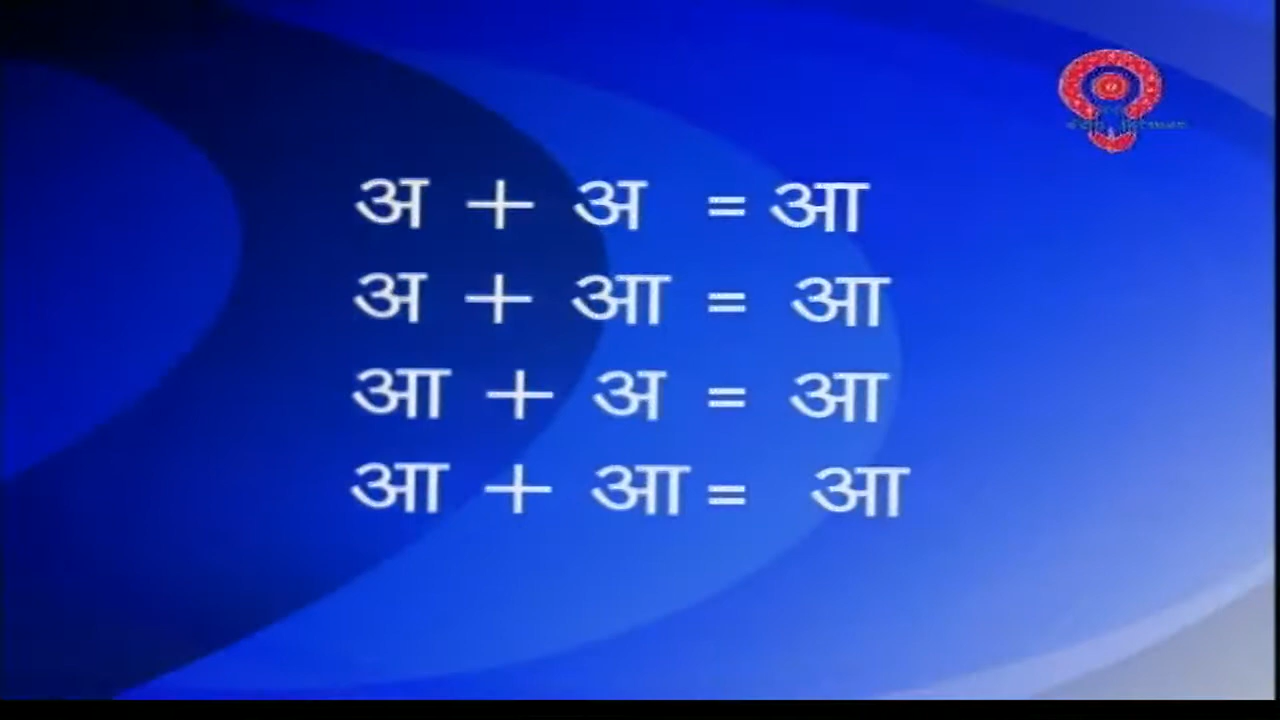 अ + अ = आ
अ + आ = आ
आ + अ = आ
आ + आ = आ